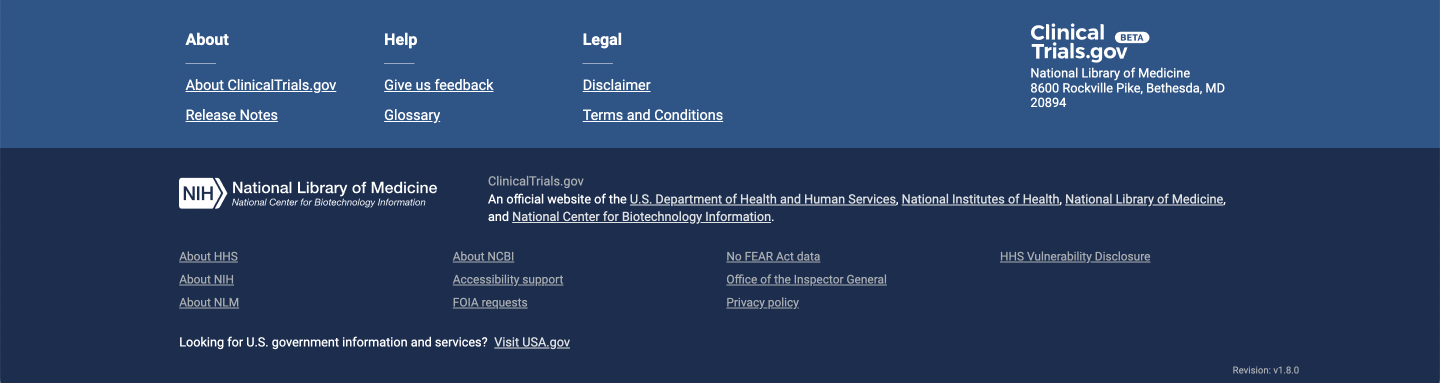 About
About ClinicalTrials.gov
Release Notes
Help
Give us feedback
Glossary
Legal
Disclaimer
Terms and Conditions
Clinical
Trials.gov
BETA
National Library of Medicine
8600 Rockville Pike, Bethesda, MD
20894
NIH
National Library of Medicine
National Center for Biotechnology Information
ClinicalTrials.gov
An official website of the U.S. Department of Health and Human Services, National Institutes of Health, National Library of Medicine,
and National Center for Biotechnology Information.
About HHS
About NIH
About NLM
About NCBI
Accessibility support
FOIA requests
No FEAR Act data
Office of the Inspector General
Privacy policy
HHS Vulnerability Disclosure
Looking for U.S. government information and services? Visit USA.gov
Revision: v1.8.0